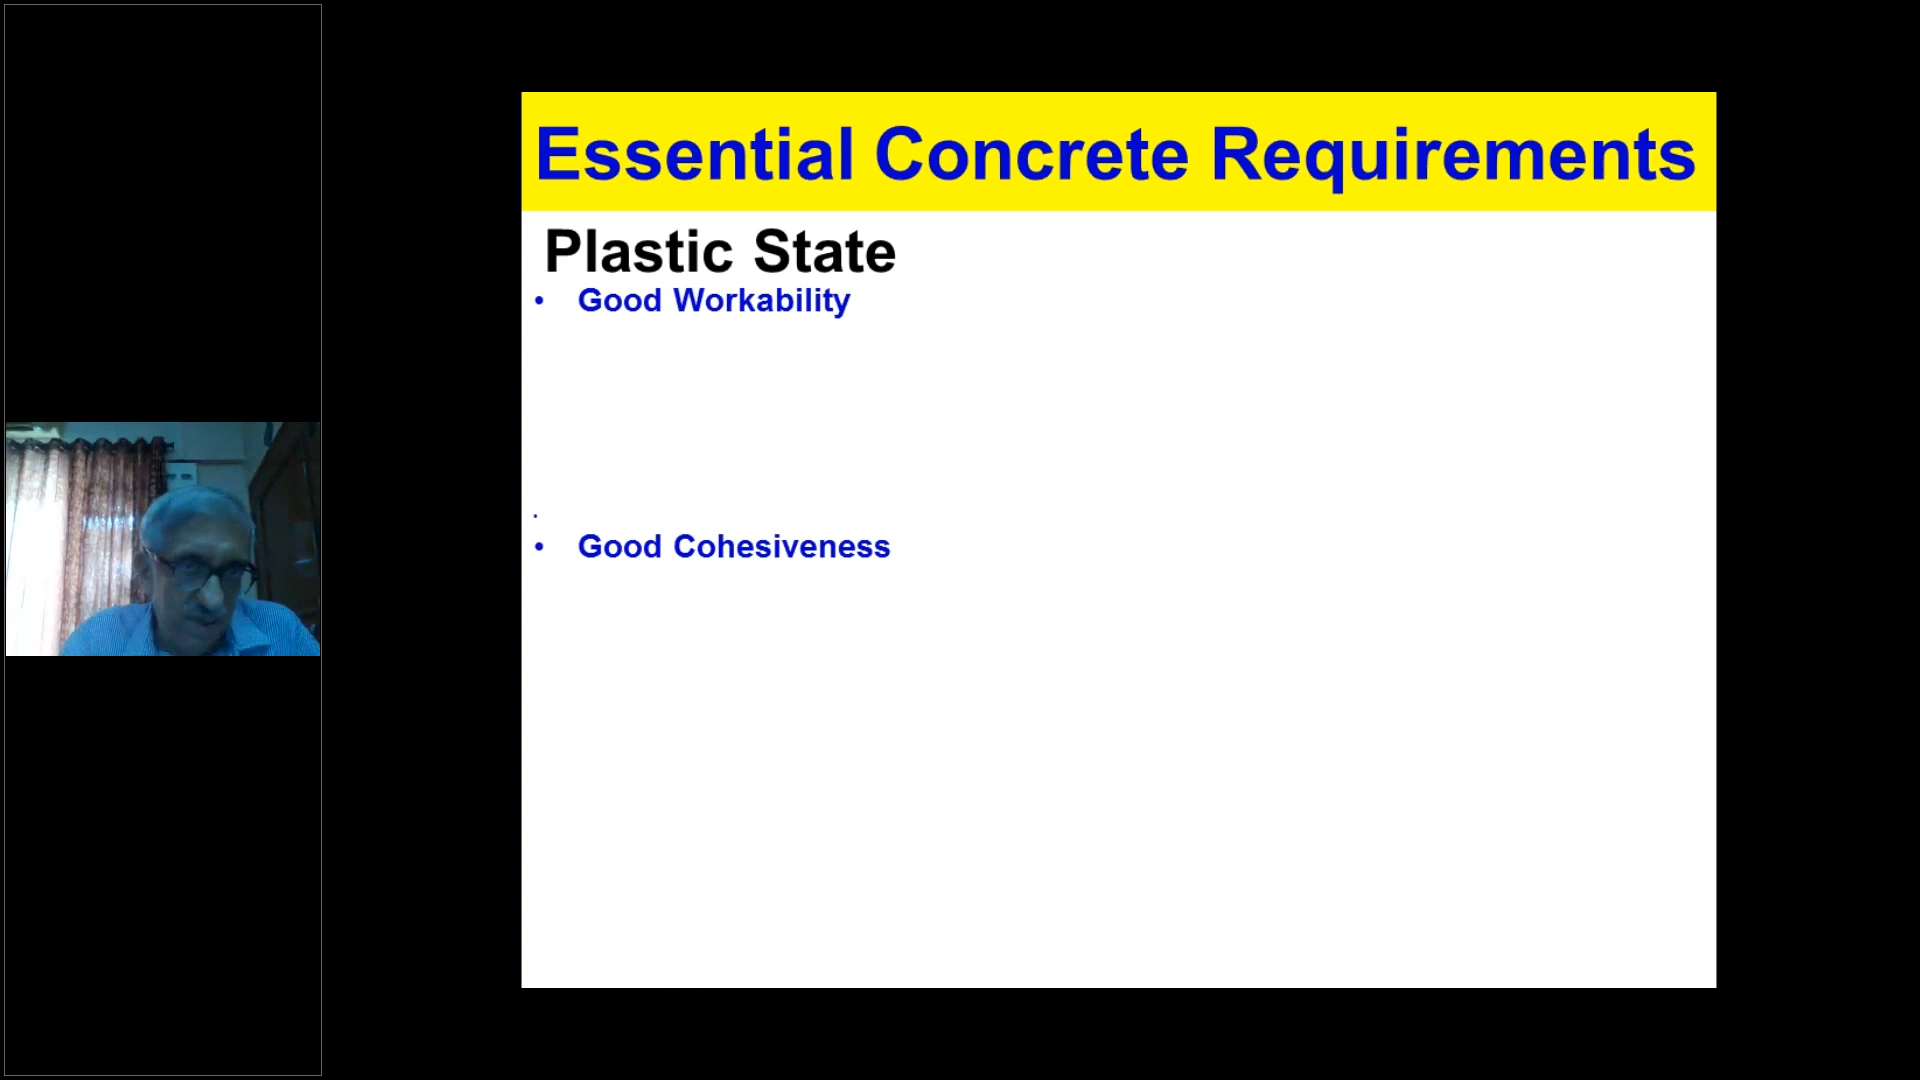 Essential Concrete Requirements
Plastic State
• Good Workability
•
• Good Cohesiveness